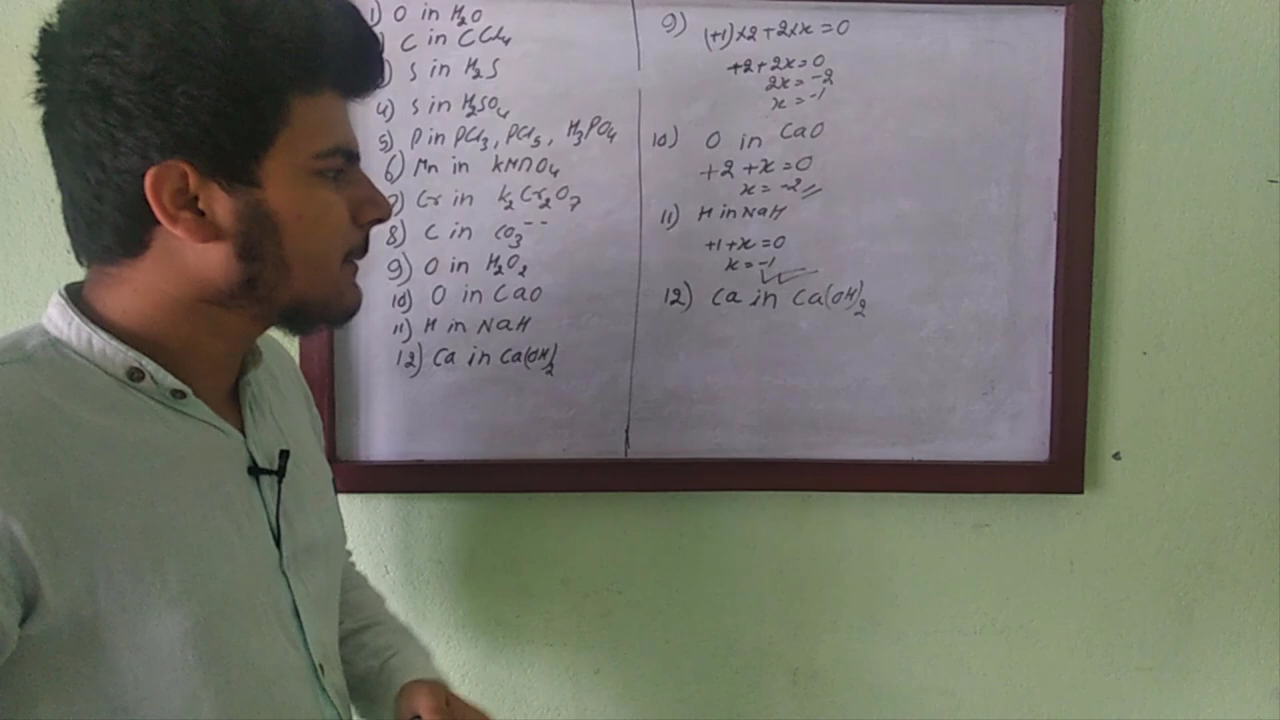 1) O in H₂O
) C in CCl₄
) S in H₂S
4) S in H₂SO₄
5) P in PCl₃, PCl₅, H₃PO₄
6) Mn in KMnO₄
7) Cr in K₂Cr₂O₇
8) C in CO₃⁻⁻
9) O in H₂O₂
10) O in CaO
11) H in NaH
12) Ca in Ca(OH)₂
9) (+1)×2+2×x=0
+2+2x=0
2x=-2
x=-1
10) O in CaO
+2+x=0
x=-2
11) H in NaH
+1+x=0
x=-1
12) Ca in Ca(OH)₂